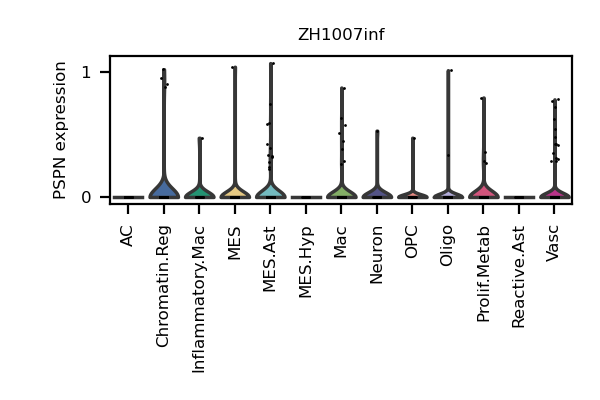 ZH1007inf
PSPN expression
1
0
AC
Chromatin.Reg
Inflammatory.Mac
MES
MES.Ast
MES.Hyp
Mac
Neuron
OPC
Oligo
Prolif.Metab
Reactive.Ast
Vasc